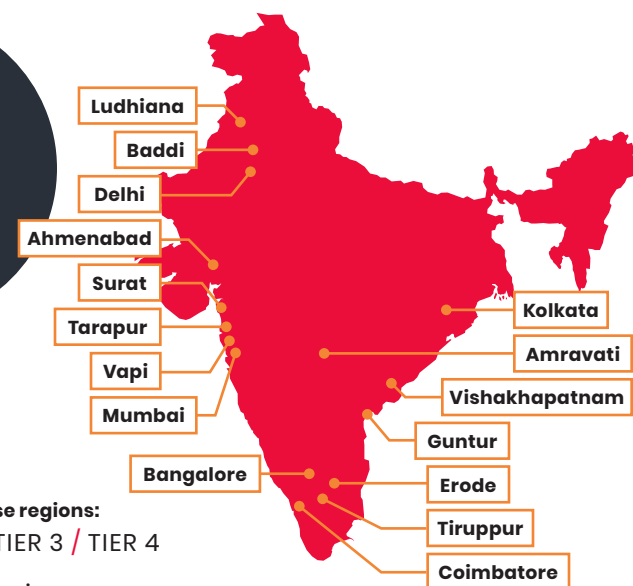 Ludhiana
Baddi
Delhi
Ahmenabad
Surat
Tarapur
Vapi
Mumbai
Bangalore
Kolkata
Amravati
Vishakhapatnam
Guntur
Erode
Tiruppur
Coimbatore
se regions:
TIER 3 / TIER 4